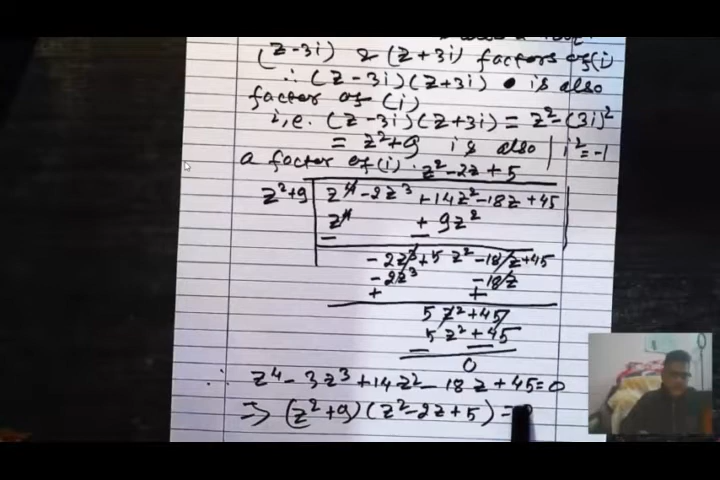 (z-3i) & (z+3i) factors of (i)
∴ (z-3i)(z+3i) is also
factor of (i)
i,e. (z-3i)(z+3i) = z²-(3i)²
= z²+9 is also | i²=-1
a factor of (i). z²-2z+5
z²+9 | z⁴-2z³+14z²-18z+45
z⁴ + 9z²
- -
-2z³+5z²-18z+45
-2z³ -18z
+ +
5z²+45
5z²+45
- -
0
∴ z⁴-3z³+14z²-18z+45=0
⇒ (z²+9)(z²-2z+5)=